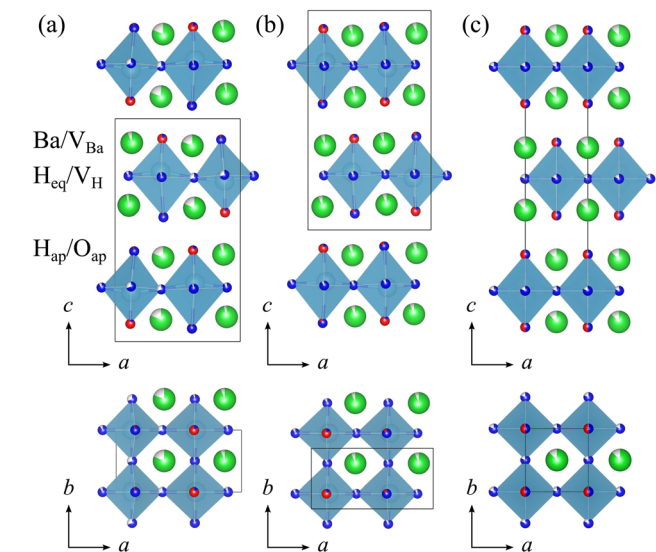 (a) (b) (c)
Ba/V_Ba
H_eq/V_H
H_ap/O_ap
c c c
a a a
b b b
a a a